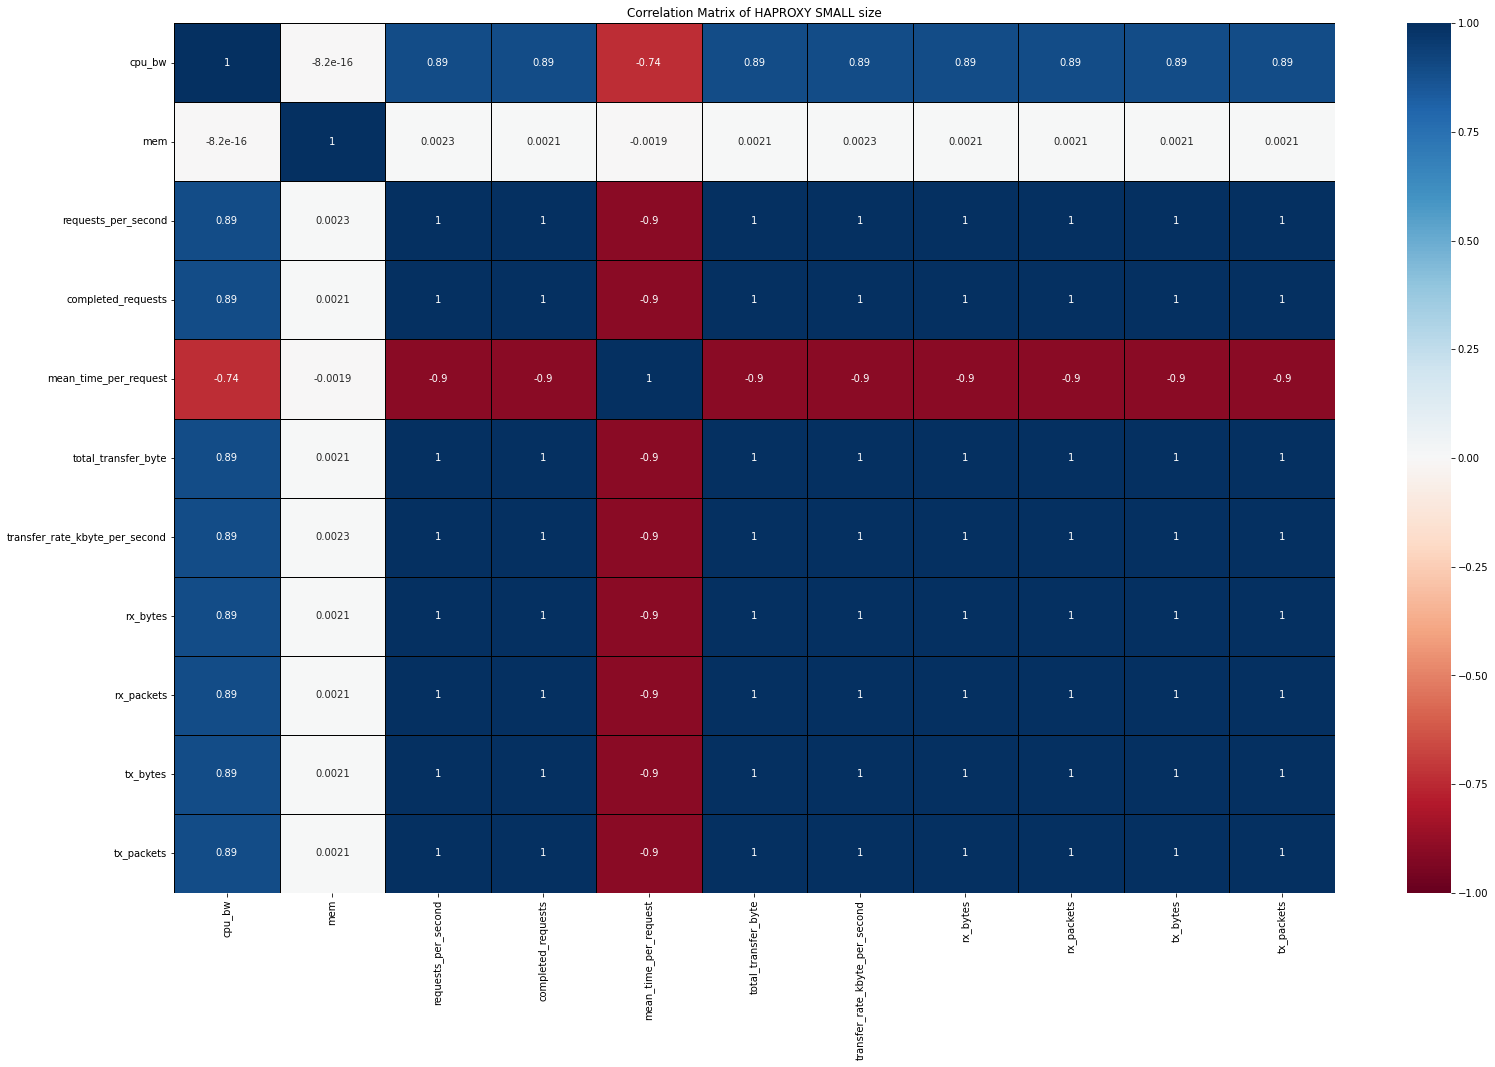 Correlation Matrix of HAPROXY SMALL size
cpu_bw 1 -8.2e-16 0.89 0.89 -0.74 0.89 0.89 0.89 0.89 0.89 0.89
mem -8.2e-16 1 0.0023 0.0021 -0.0019 0.0021 0.0023 0.0021 0.0021 0.0021 0.0021
requests_per_second 0.89 0.0023 1 1 -0.9 1 1 1 1 1 1
completed_requests 0.89 0.0021 1 1 -0.9 1 1 1 1 1 1
mean_time_per_request -0.74 -0.0019 -0.9 -0.9 1 -0.9 -0.9 -0.9 -0.9 -0.9 -0.9
total_transfer_byte 0.89 0.0021 1 1 -0.9 1 1 1 1 1 1
transfer_rate_kbyte_per_second 0.89 0.0023 1 1 -0.9 1 1 1 1 1 1
rx_bytes 0.89 0.0021 1 1 -0.9 1 1 1 1 1 1
rx_packets 0.89 0.0021 1 1 -0.9 1 1 1 1 1 1
tx_bytes 0.89 0.0021 1 1 -0.9 1 1 1 1 1 1
tx_packets 0.89 0.0021 1 1 -0.9 1 1 1 1 1 1
cpu_bw
mem
requests_per_second
completed_requests
mean_time_per_request
total_transfer_byte
transfer_rate_kbyte_per_second
rx_bytes
rx_packets
tx_bytes
tx_packets
1.00
0.75
0.50
0.25
0.00
−0.25
−0.50
−0.75
−1.00